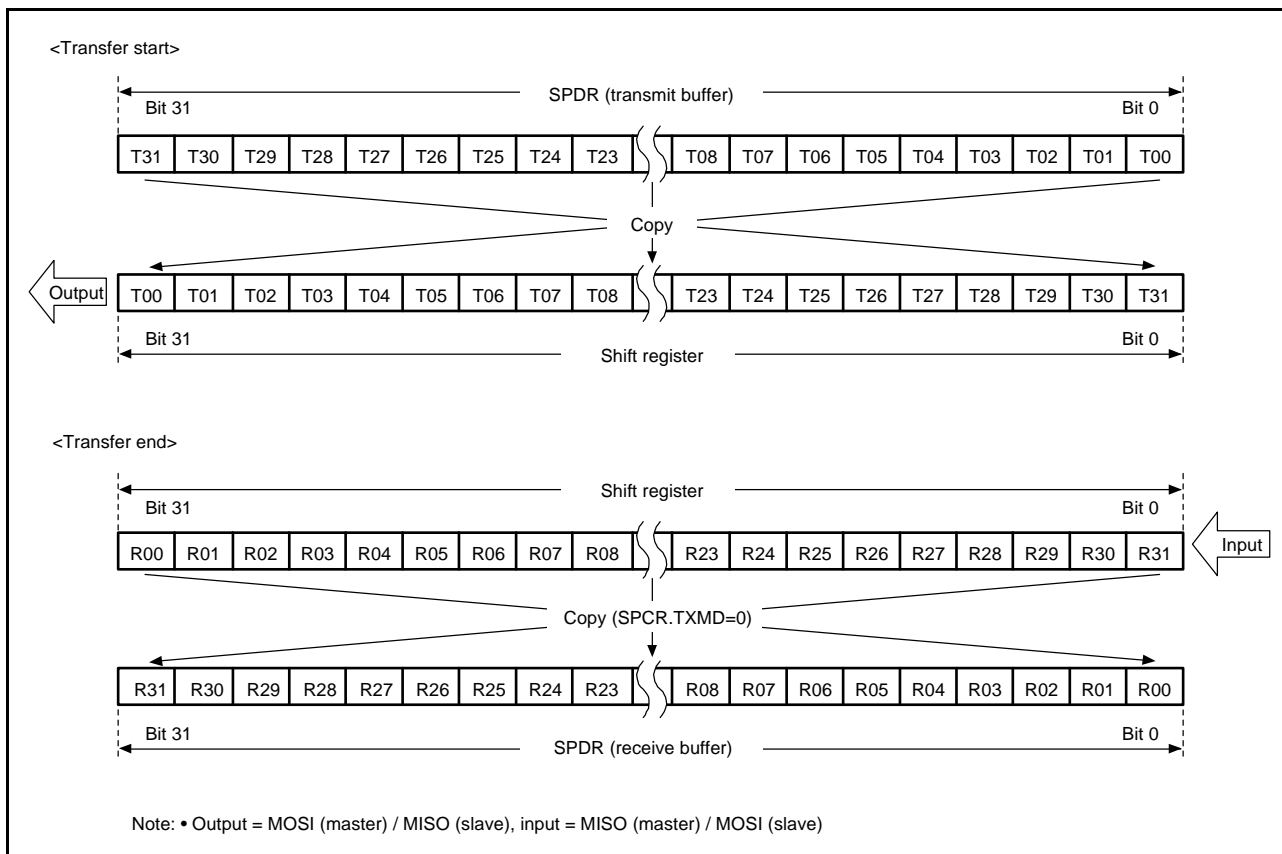 <Transfer start>
SPDR (transmit buffer)
Bit 31 Bit 0
T31 T30 T29 T28 T27 T26 T25 T24 T23 T08 T07 T06 T05 T04 T03 T02 T01 T00
Copy
Output T00 T01 T02 T03 T04 T05 T06 T07 T08 T23 T24 T25 T26 T27 T28 T29 T30 T31
Bit 31 Bit 0
Shift register
<Transfer end>
Shift register
Bit 31 Bit 0
R00 R01 R02 R03 R04 R05 R06 R07 R08 R23 R24 R25 R26 R27 R28 R29 R30 R31 Input
Copy (SPCR.TXMD=0)
R31 R30 R29 R28 R27 R26 R25 R24 R23 R08 R07 R06 R05 R04 R03 R02 R01 R00
Bit 31 Bit 0
SPDR (receive buffer)
Note: • Output = MOSI (master) / MISO (slave), input = MISO (master) / MOSI (slave)